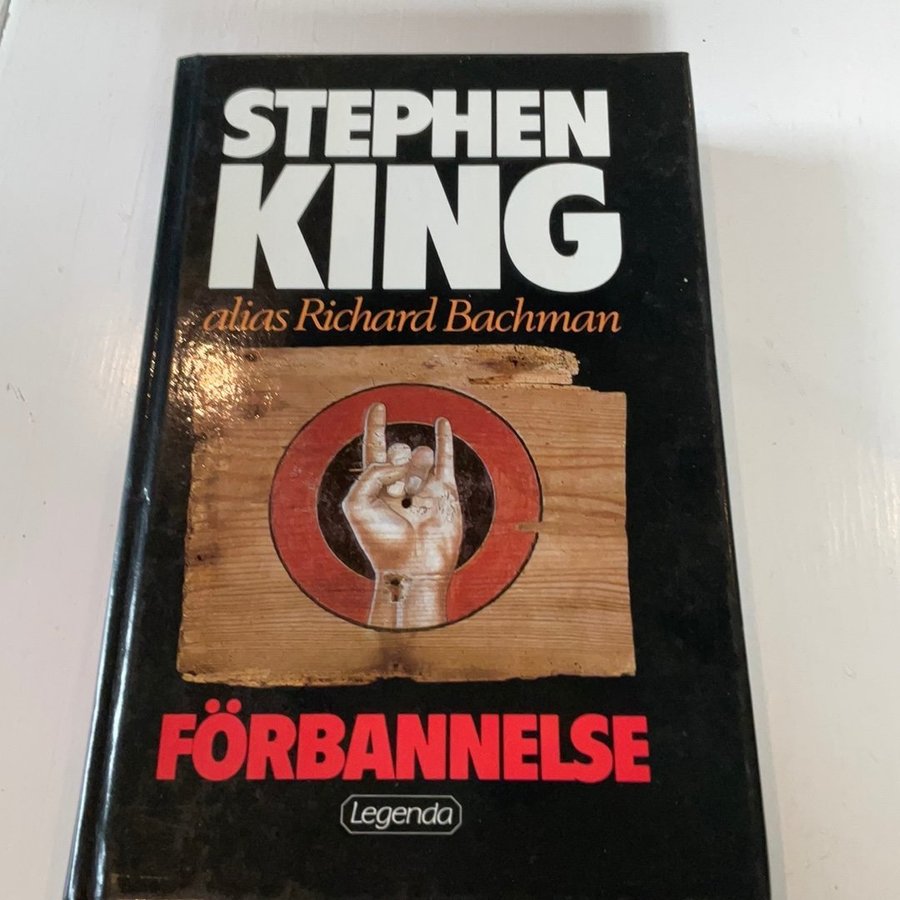 STEPHEN
KING
alias Richard Bachman
FÖRBANNELSE
Legenda